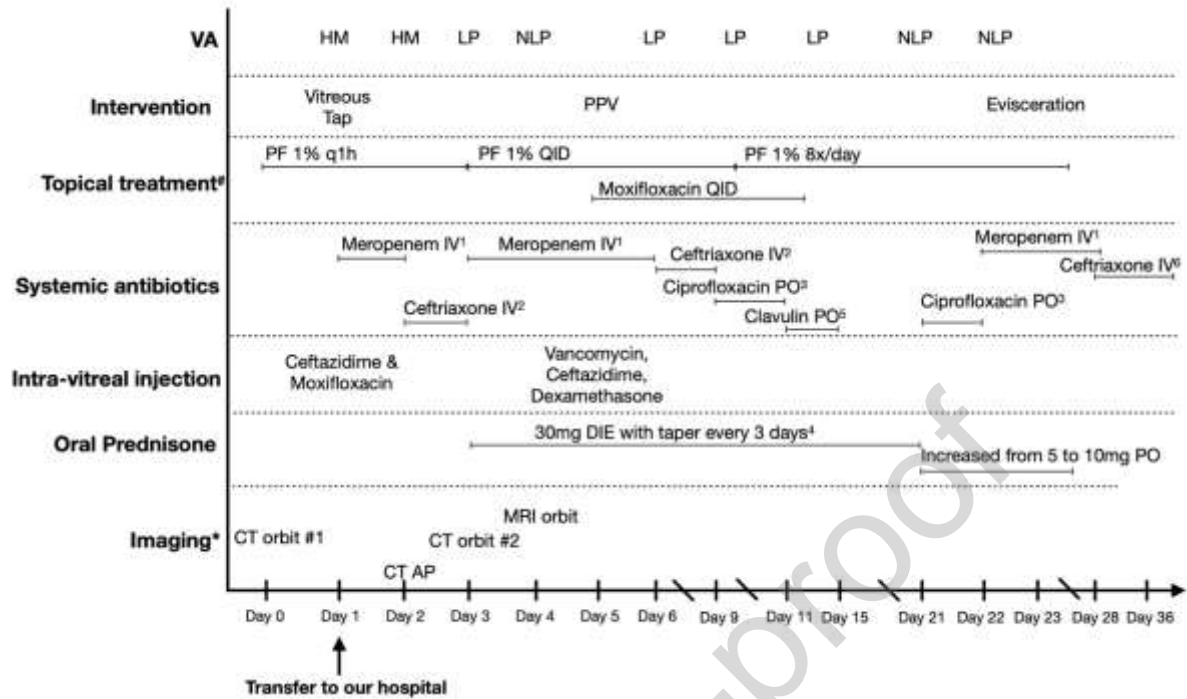 VA HM HM LP NLP LP LP LP NLP NLP
Intervention Vitreous Tap PPV Evisceration
PF 1% q1h PF 1% QID PF 1% 8x/day
Topical treatment#
Moxifloxacin QID
Meropenem IV¹ Meropenem IV¹ Meropenem IV¹
Ceftriaxone IV² Ceftriaxone IV⁶
Systemic antibiotics Ciprofloxacin PO³ Ciprofloxacin PO³
Ceftriaxone IV² Clavulin PO⁵
Intra-vitreal injection
Ceftazidime &
Moxifloxacin
Vancomycin,
Ceftazidime,
Dexamethasone
Oral Prednisone 30mg DIE with taper every 3 days⁴
Increased from 5 to 10mg PO
MRI orbit
Imaging* CT orbit #1 CT orbit #2
CT AP
Day 0 Day 1 Day 2 Day 3 Day 4 Day 5 Day 6 Day 9 Day 11 Day 15 Day 21 Day 22 Day 23 Day 28 Day 36
Transfer to our hospital
proof